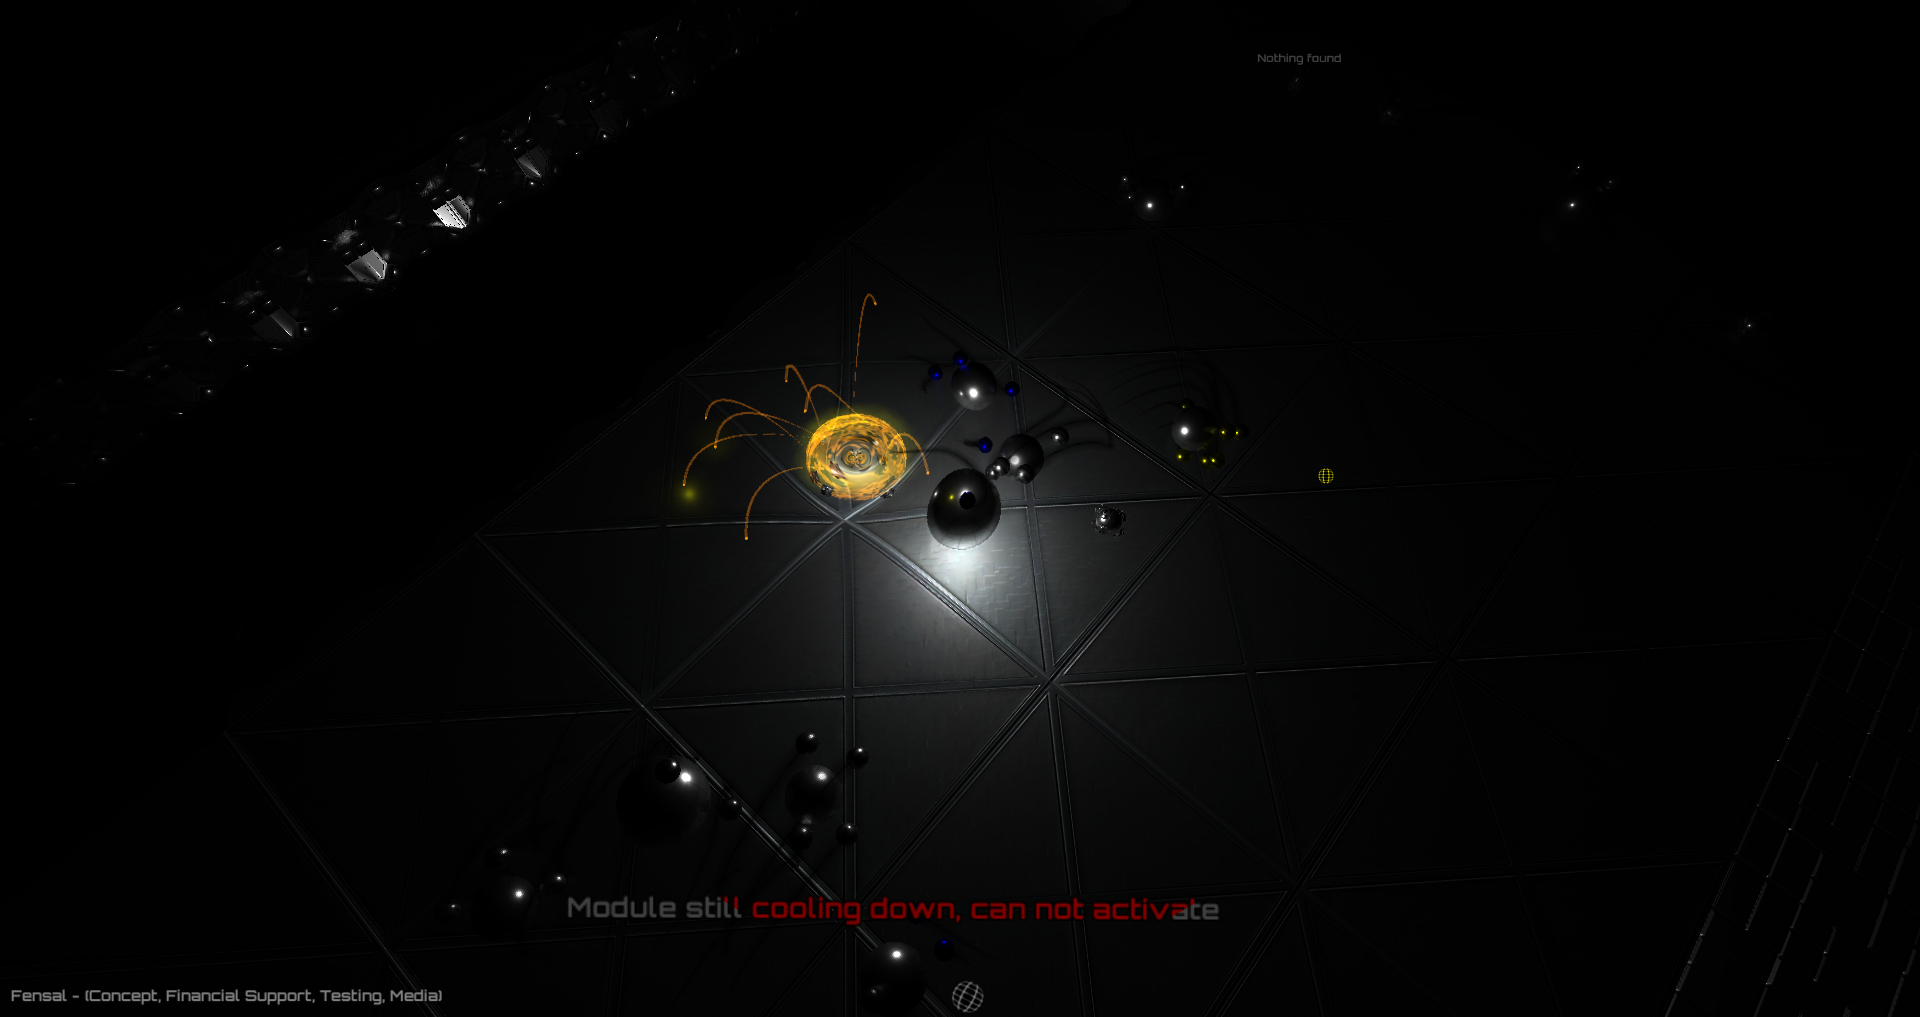 Nothing found
Module still cooling down, can not activate
Fensal - (Concept, Financial Support, Testing, Media)